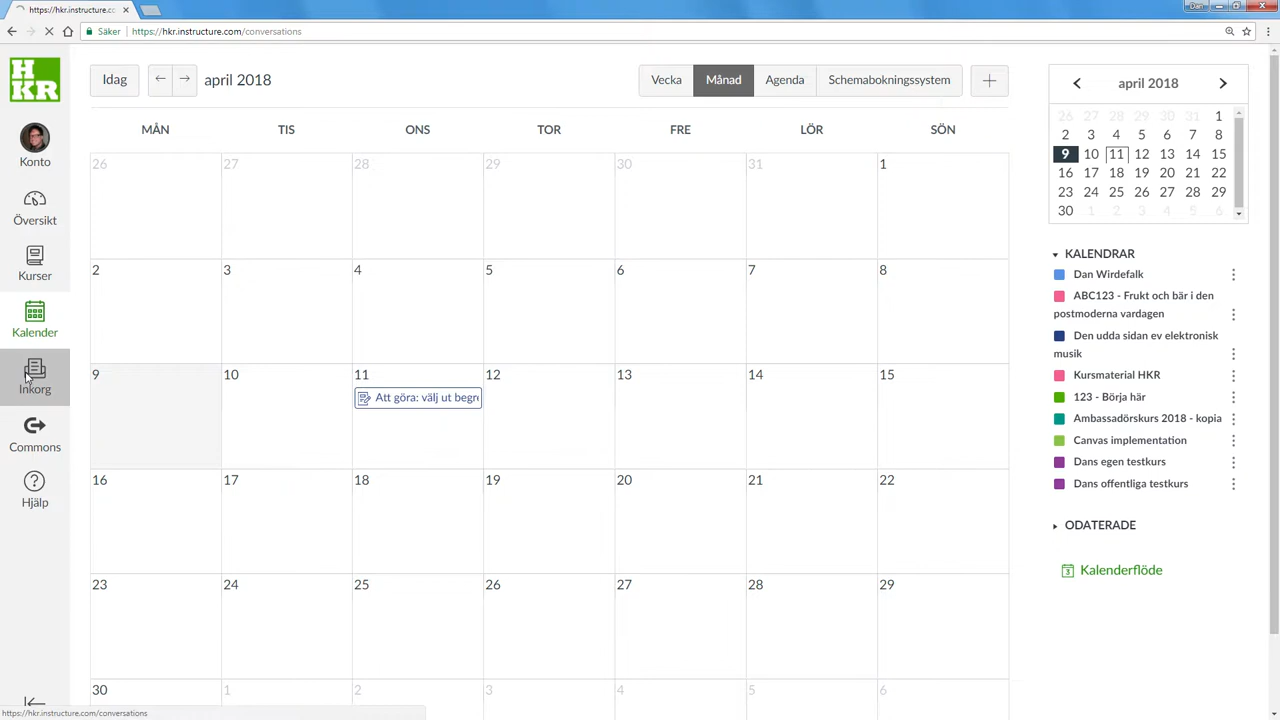 https://hkr.instructure.com/
Dan
Säker
https://hkr.instructure.com/conversations
H
KR
Konto
Översikt
Kurser
Kalender
Inkorg
Commons
Hjälp
Idag
april 2018
Vecka
Månad
Agenda
Schemabokningssystem
MÅN TIS ONS TOR FRE LÖR SÖN
26 27 28 29 30 31 1
2 3 4 5 6 7 8
9 10 11 12 13 14 15
Att göra: välj ut begre
16 17 18 19 20 21 22
23 24 25 26 27 28 29
30 1 2 3 4 5 6
april 2018
26 27 28 29 30 31 1
2 3 4 5 6 7 8
9 10 11 12 13 14 15
16 17 18 19 20 21 22
23 24 25 26 27 28 29
30 1 2 3 4 5 6
KALENDRAR
Dan Wirdefalk
ABC123 - Frukt och bär i den
postmoderna vardagen
Den udda sidan ev elektronisk
musik
Kursmaterial HKR
123 - Börja här
Ambassadörskurs 2018 - kopia
Canvas implementation
Dans egen testkurs
Dans offentliga testkurs
ODATERADE
Kalenderflöde
https://hkr.instructure.com/conversations